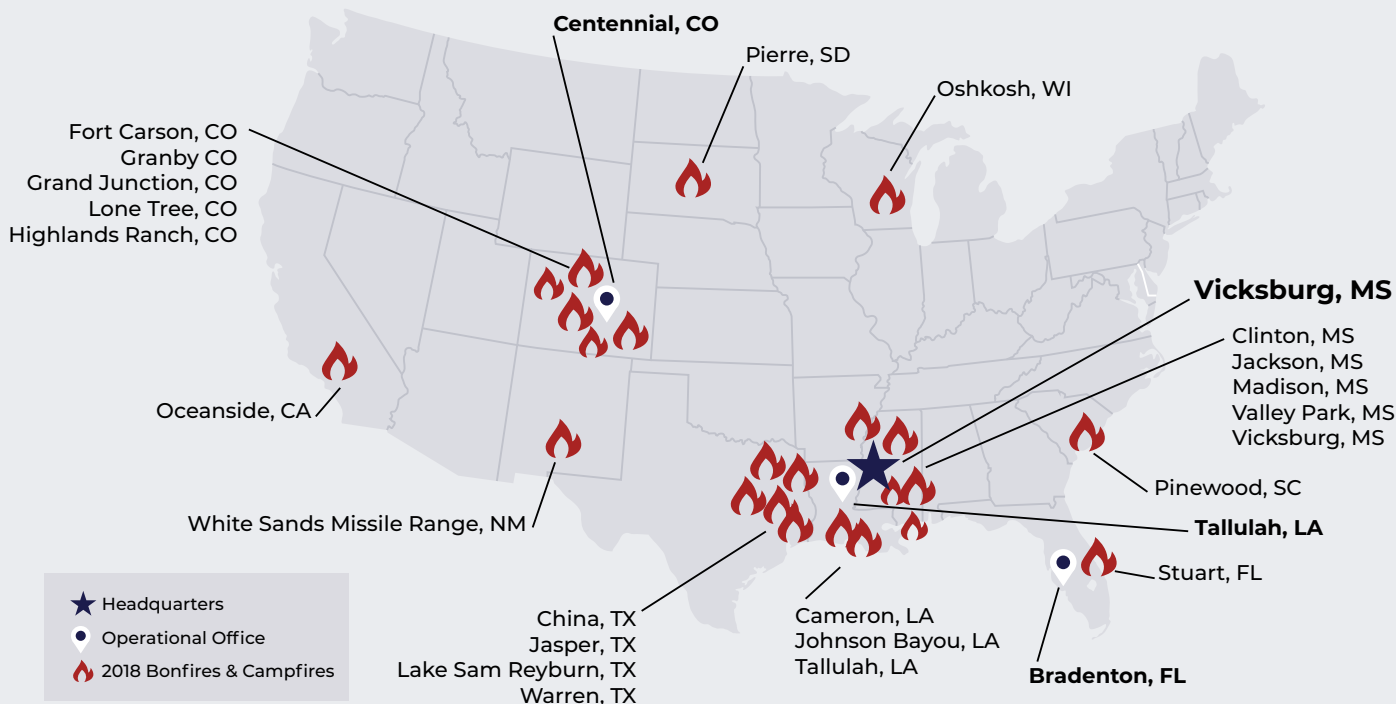 Centennial, CO
Pierre, SD
Oshkosh, WI
Fort Carson, CO
Granby CO
Grand Junction, CO
Lone Tree, CO
Highlands Ranch, CO
Vicksburg, MS
Clinton, MS
Jackson, MS
Madison, MS
Valley Park, MS
Vicksburg, MS
Oceanside, CA
Pinewood, SC
White Sands Missile Range, NM
Tallulah, LA
Stuart, FL
Headquarters
Operational Office
2018 Bonfires & Campfires
China, TX
Jasper, TX
Lake Sam Reyburn, TX
Warren, TX
Cameron, LA
Johnson Bayou, LA
Tallulah, LA
Bradenton, FL